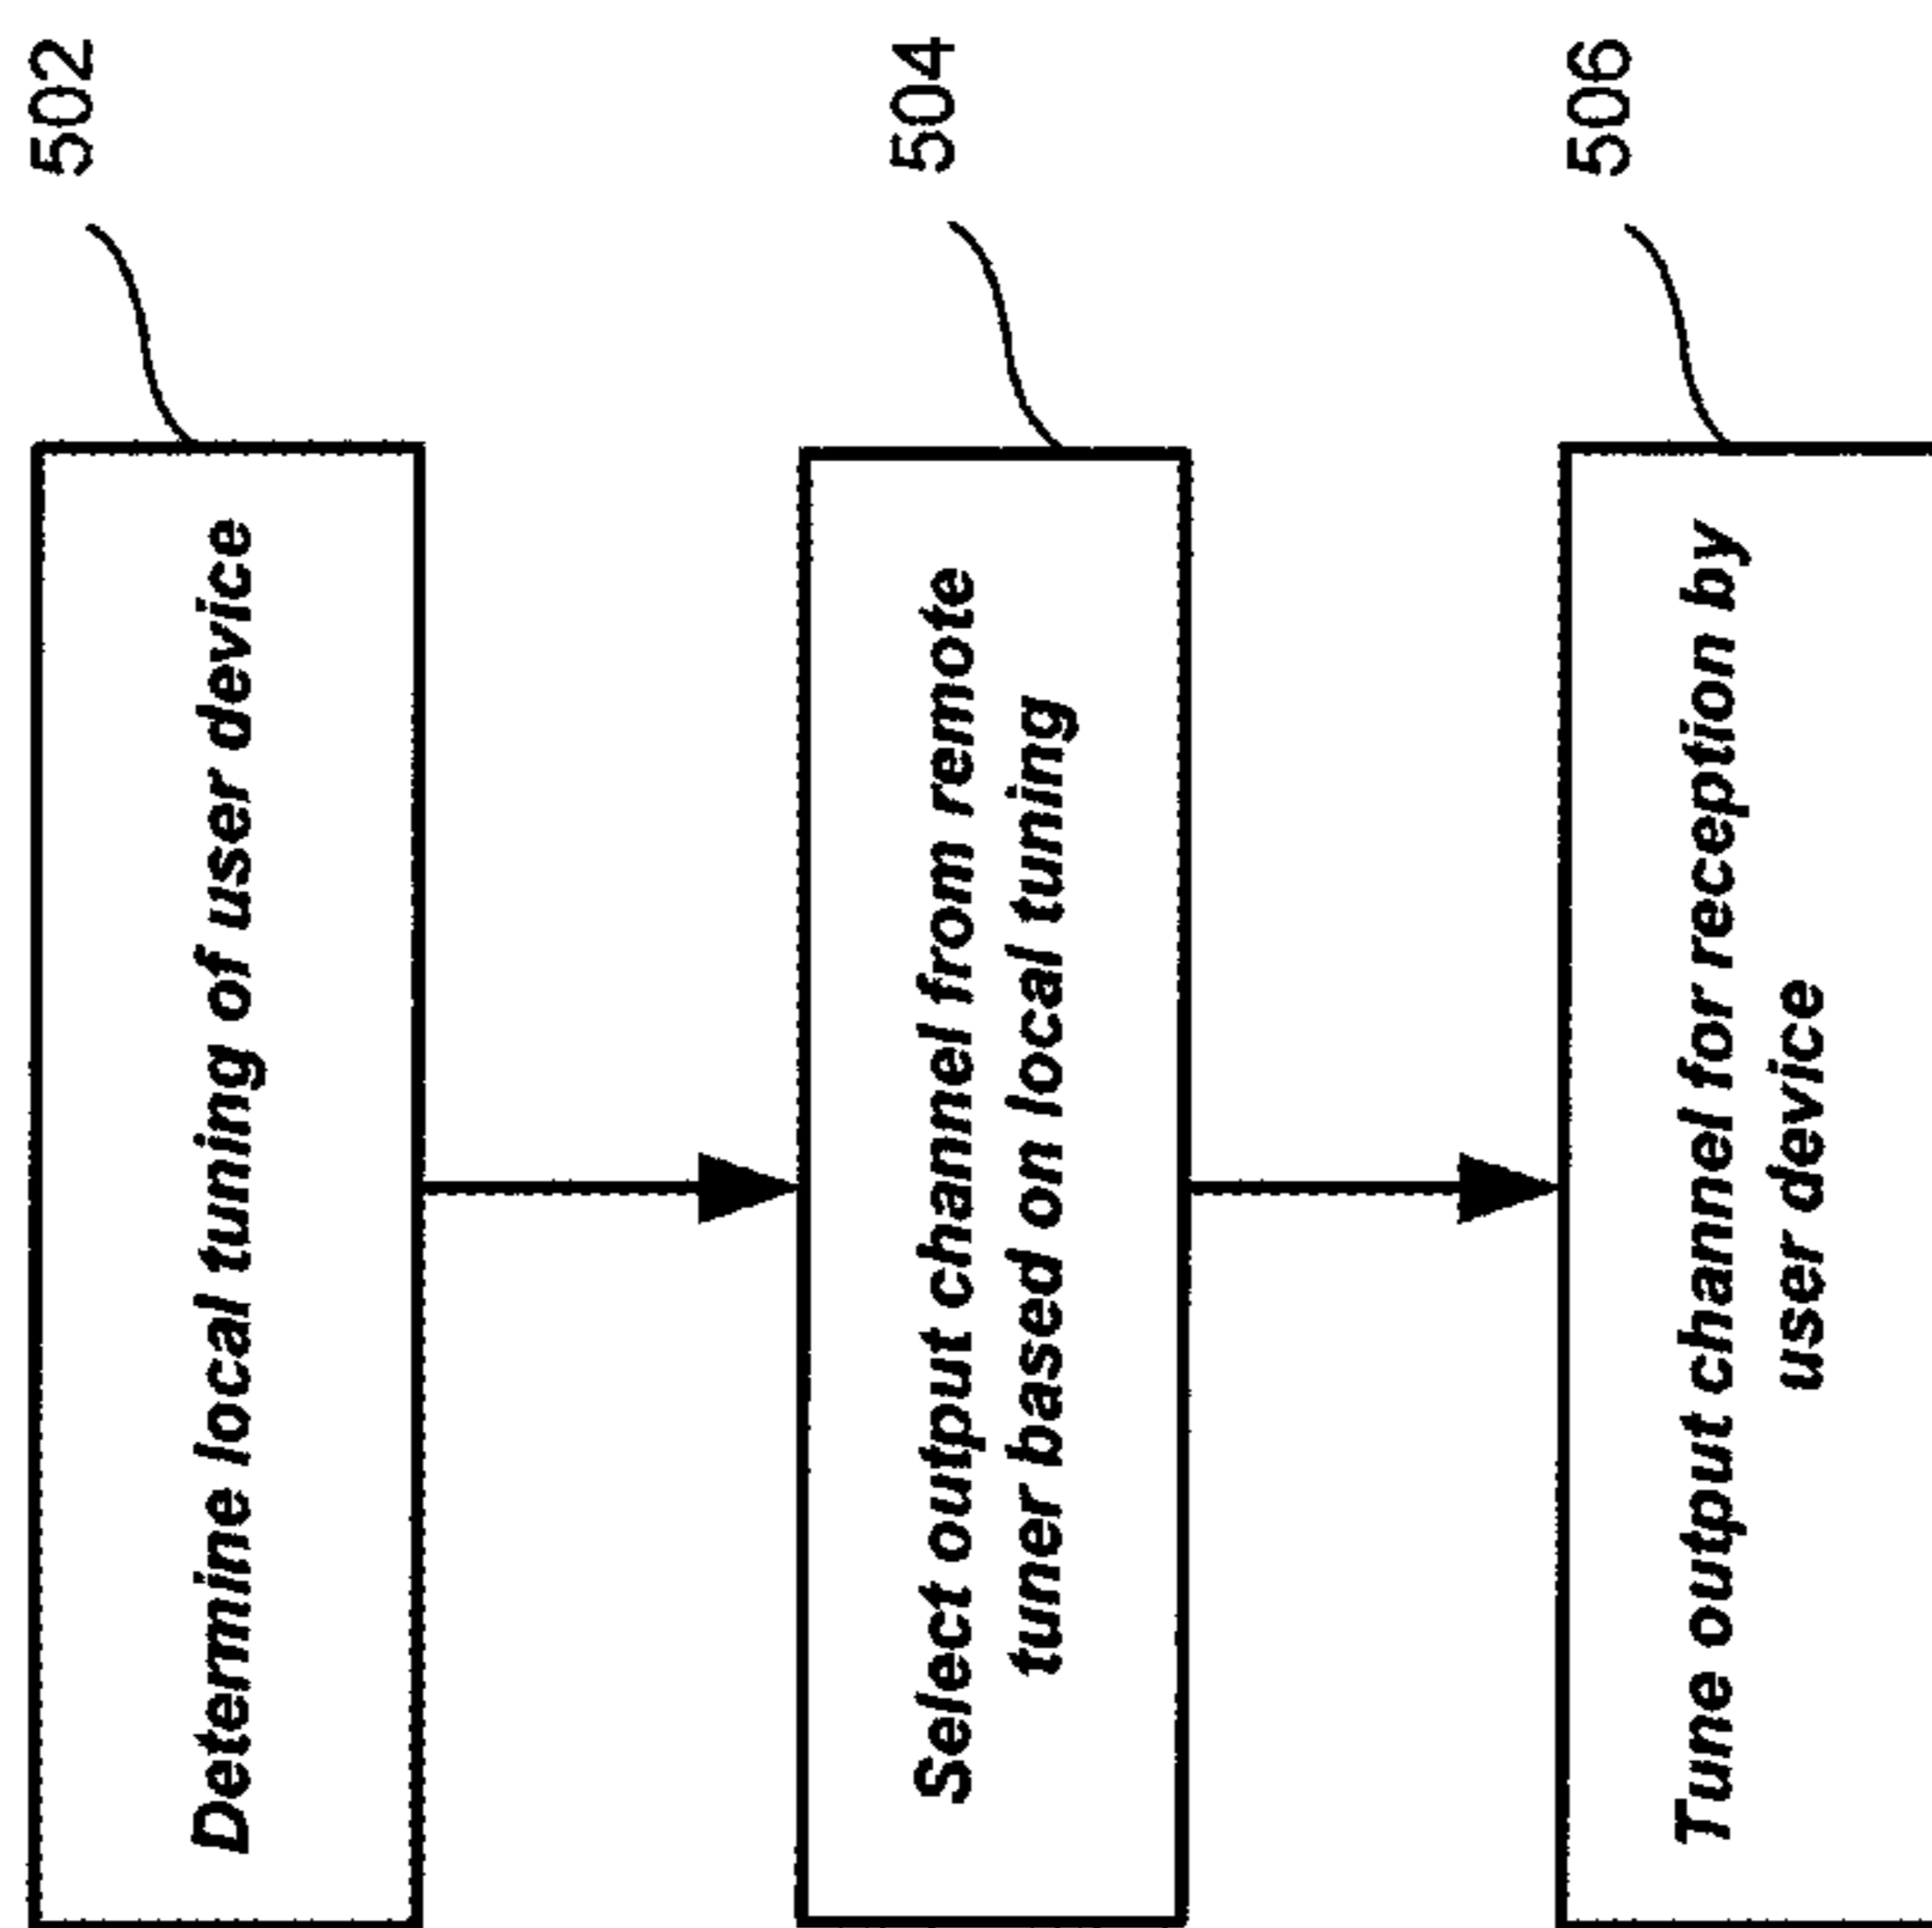 Determine local tuning of user device
502
Select output channel from remote
tuner based on local tuning
504
Tune output channel for reception by
user device
506